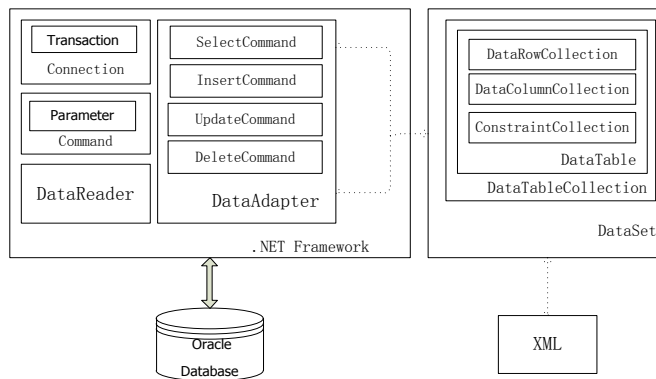 Transaction
Connection
Parameter
Command
DataReader
SelectCommand
InsertCommand
UpdateCommand
DeleteCommand
DataAdapter
.NET Framework
DataRowCollection
DataColumnCollection
ConstraintCollection
DataTable
DataTableCollection
DataSet
Oracle
Database
XML